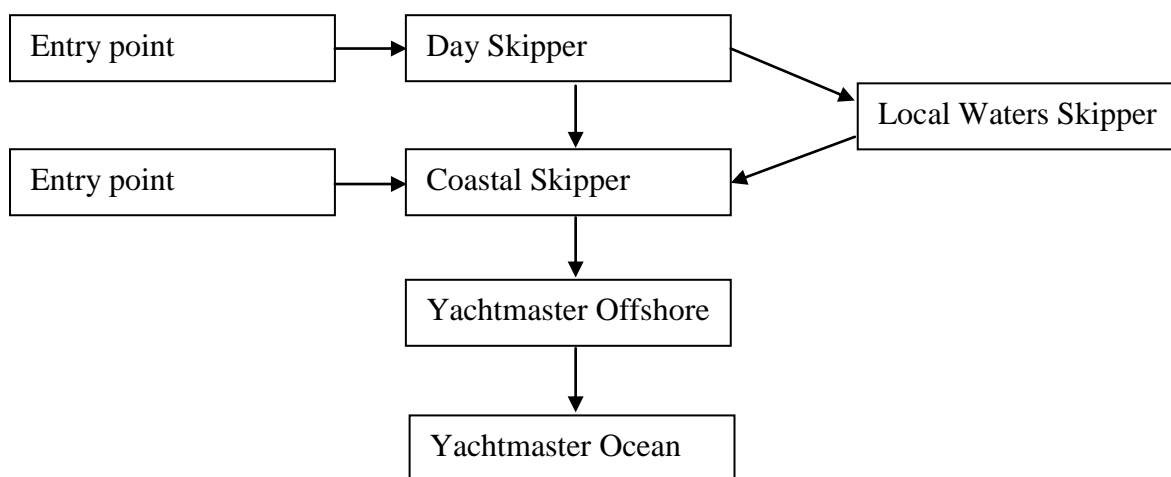 Entry point
Day Skipper
Local Waters Skipper
Entry point
Coastal Skipper
Yachtmaster Offshore
Yachtmaster Ocean